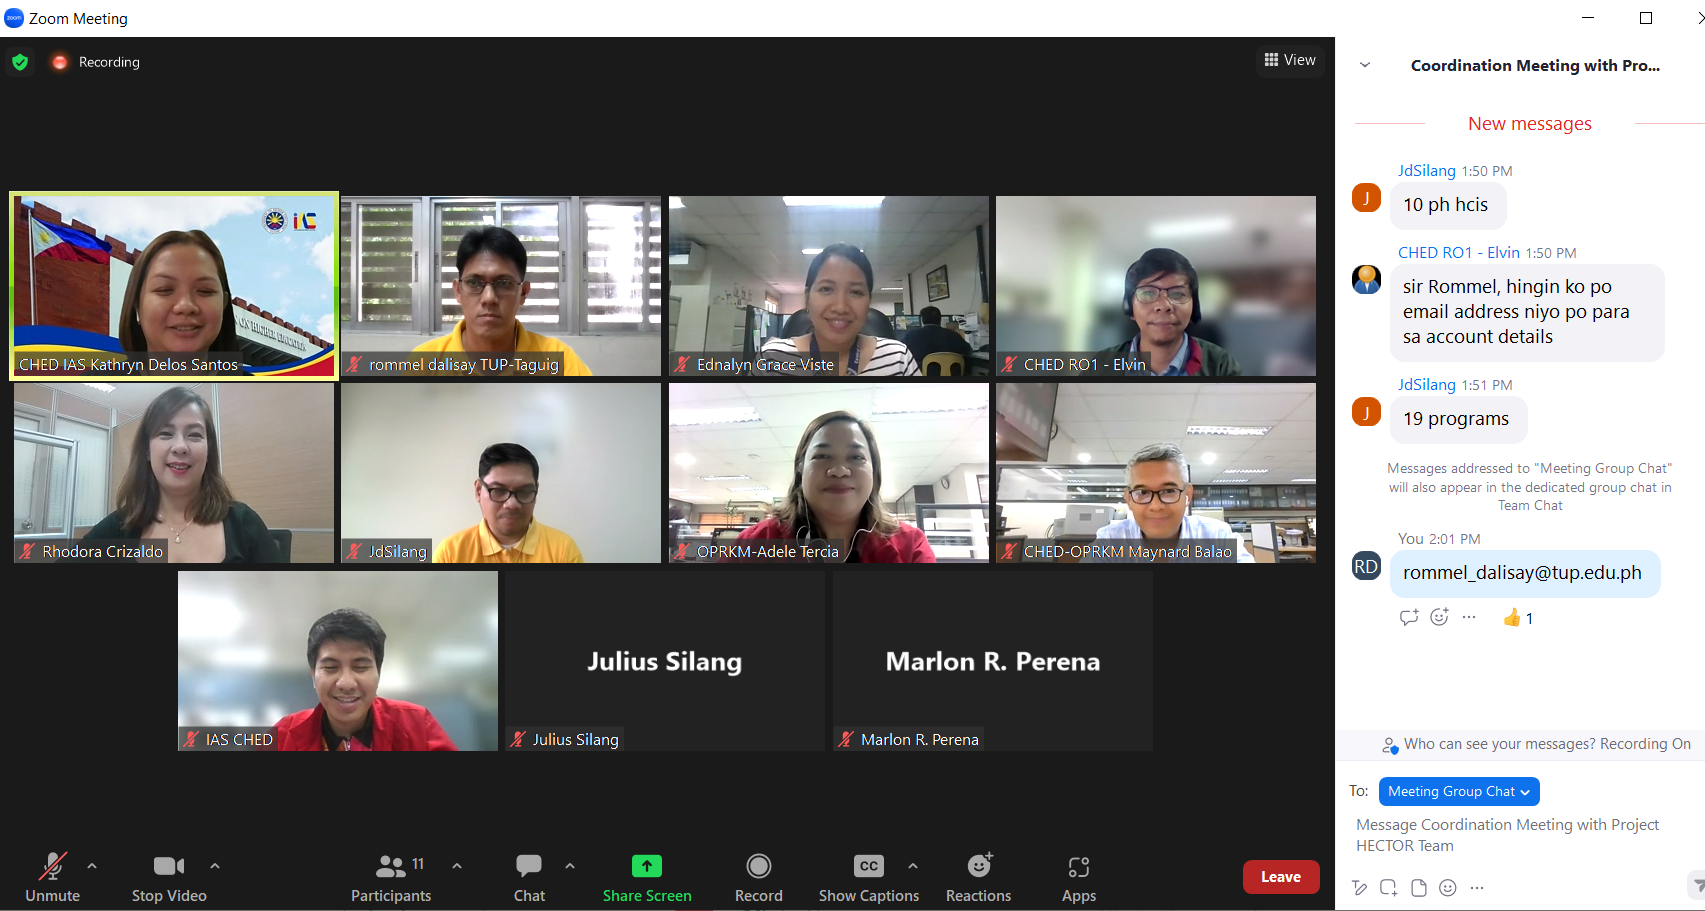 zoom
Zoom Meeting
Recording
View
ON HIGHER EDUCATION
CHED IAS Kathryn Delos Santos
rommel dalisay TUP-Taguig
Ednalyn Grace Viste
CHED RO1 - Elvin
Rhodora Crizaldo
JdSilang
OPRKM-Adele Tercia
CHED-OPRKM Maynard Balao
IAS CHED
Julius Silang
Julius Silang
Marlon R. Perena
Marlon R. Perena
Unmute
Stop Video
11
Participants
Chat
Share Screen
Record
CC
Show Captions
Reactions
Apps
Leave
Coordination Meeting with Pro...
New messages
JdSilang 1:50 PM
J
10 ph hcis
CHED RO1 - Elvin 1:50 PM
sir Rommel, hingin ko po
email address niyo po para
sa account details
JdSilang 1:51 PM
J
19 programs
Messages addressed to "Meeting Group Chat"
will also appear in the dedicated group chat in
Team Chat
You 2:01 PM
RD
rommel_dalisay@tup.edu.ph
1
Who can see your messages? Recording On
To: Meeting Group Chat
Message Coordination Meeting with Project
HECTOR Team